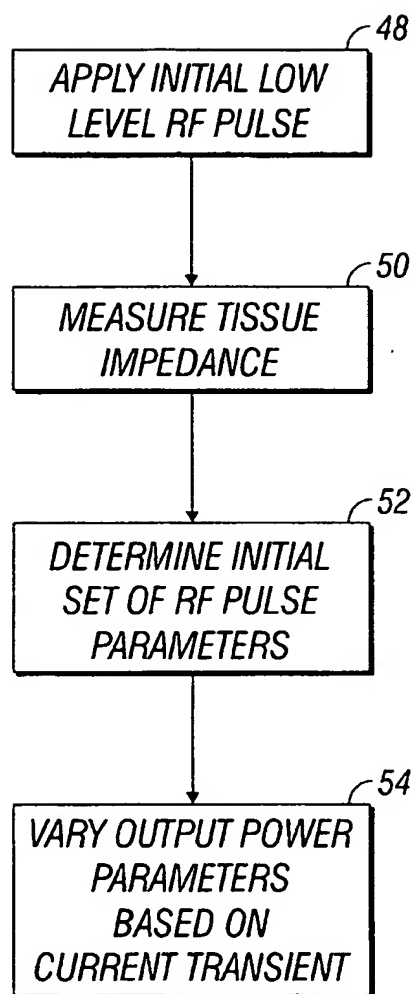 48
APPLY INITIAL LOW
LEVEL RF PULSE
50
MEASURE TISSUE
IMPEDANCE
52
DETERMINE INITIAL
SET OF RF PULSE
PARAMETERS
54
VARY OUTPUT POWER
PARAMETERS
BASED ON
CURRENT TRANSIENT